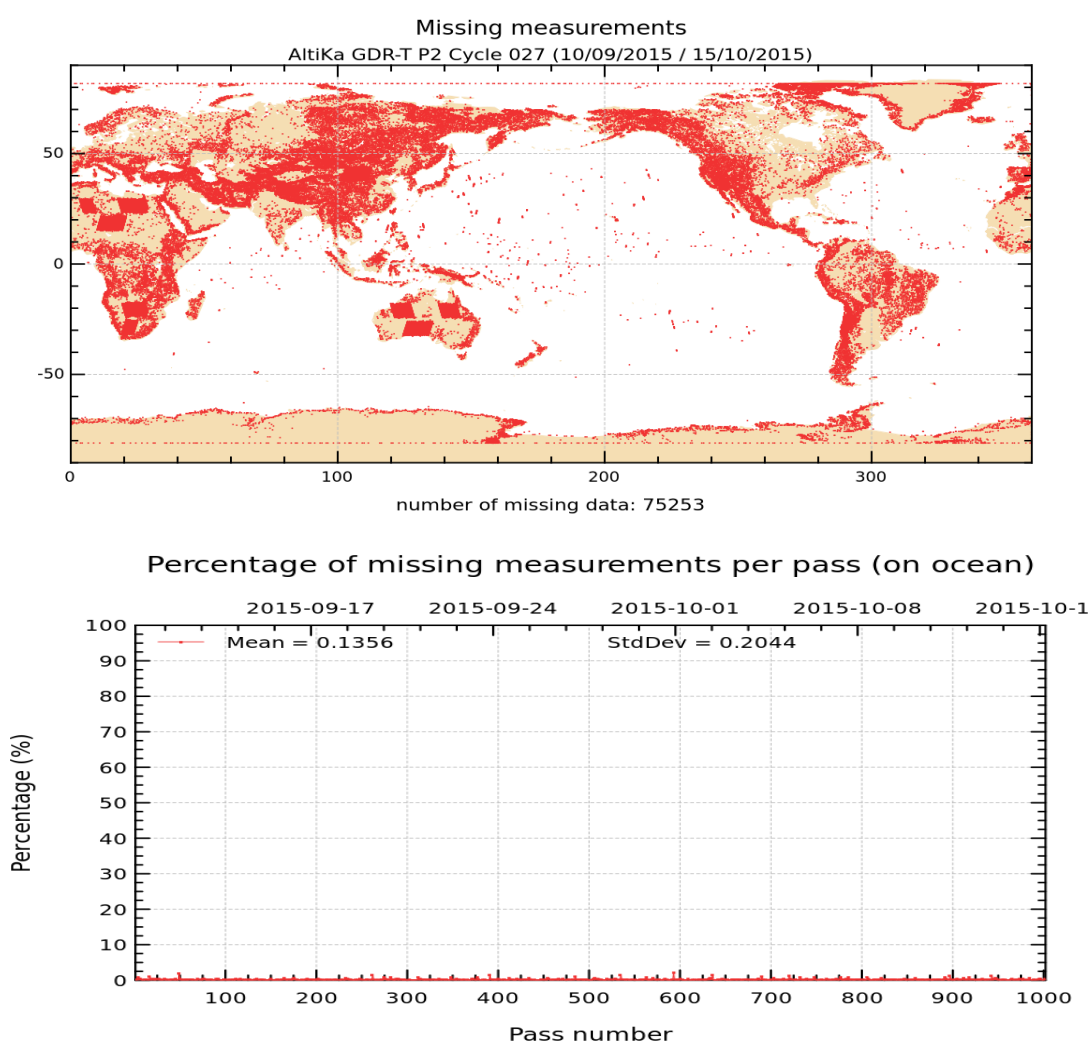 Missing measurements
AltiKa GDR-T P2 Cycle 027 (10/09/2015 / 15/10/2015)
50
0
-50
0 100 200 300
number of missing data: 75253
Percentage of missing measurements per pass (on ocean)
2015-09-17 2015-09-24 2015-10-01 2015-10-08 2015-10-1
Mean = 0.1356 StdDev = 0.2044
100
90
80
70
60
50
40
30
20
10
0
Percentage (%)
100 200 300 400 500 600 700 800 900 1000
Pass number